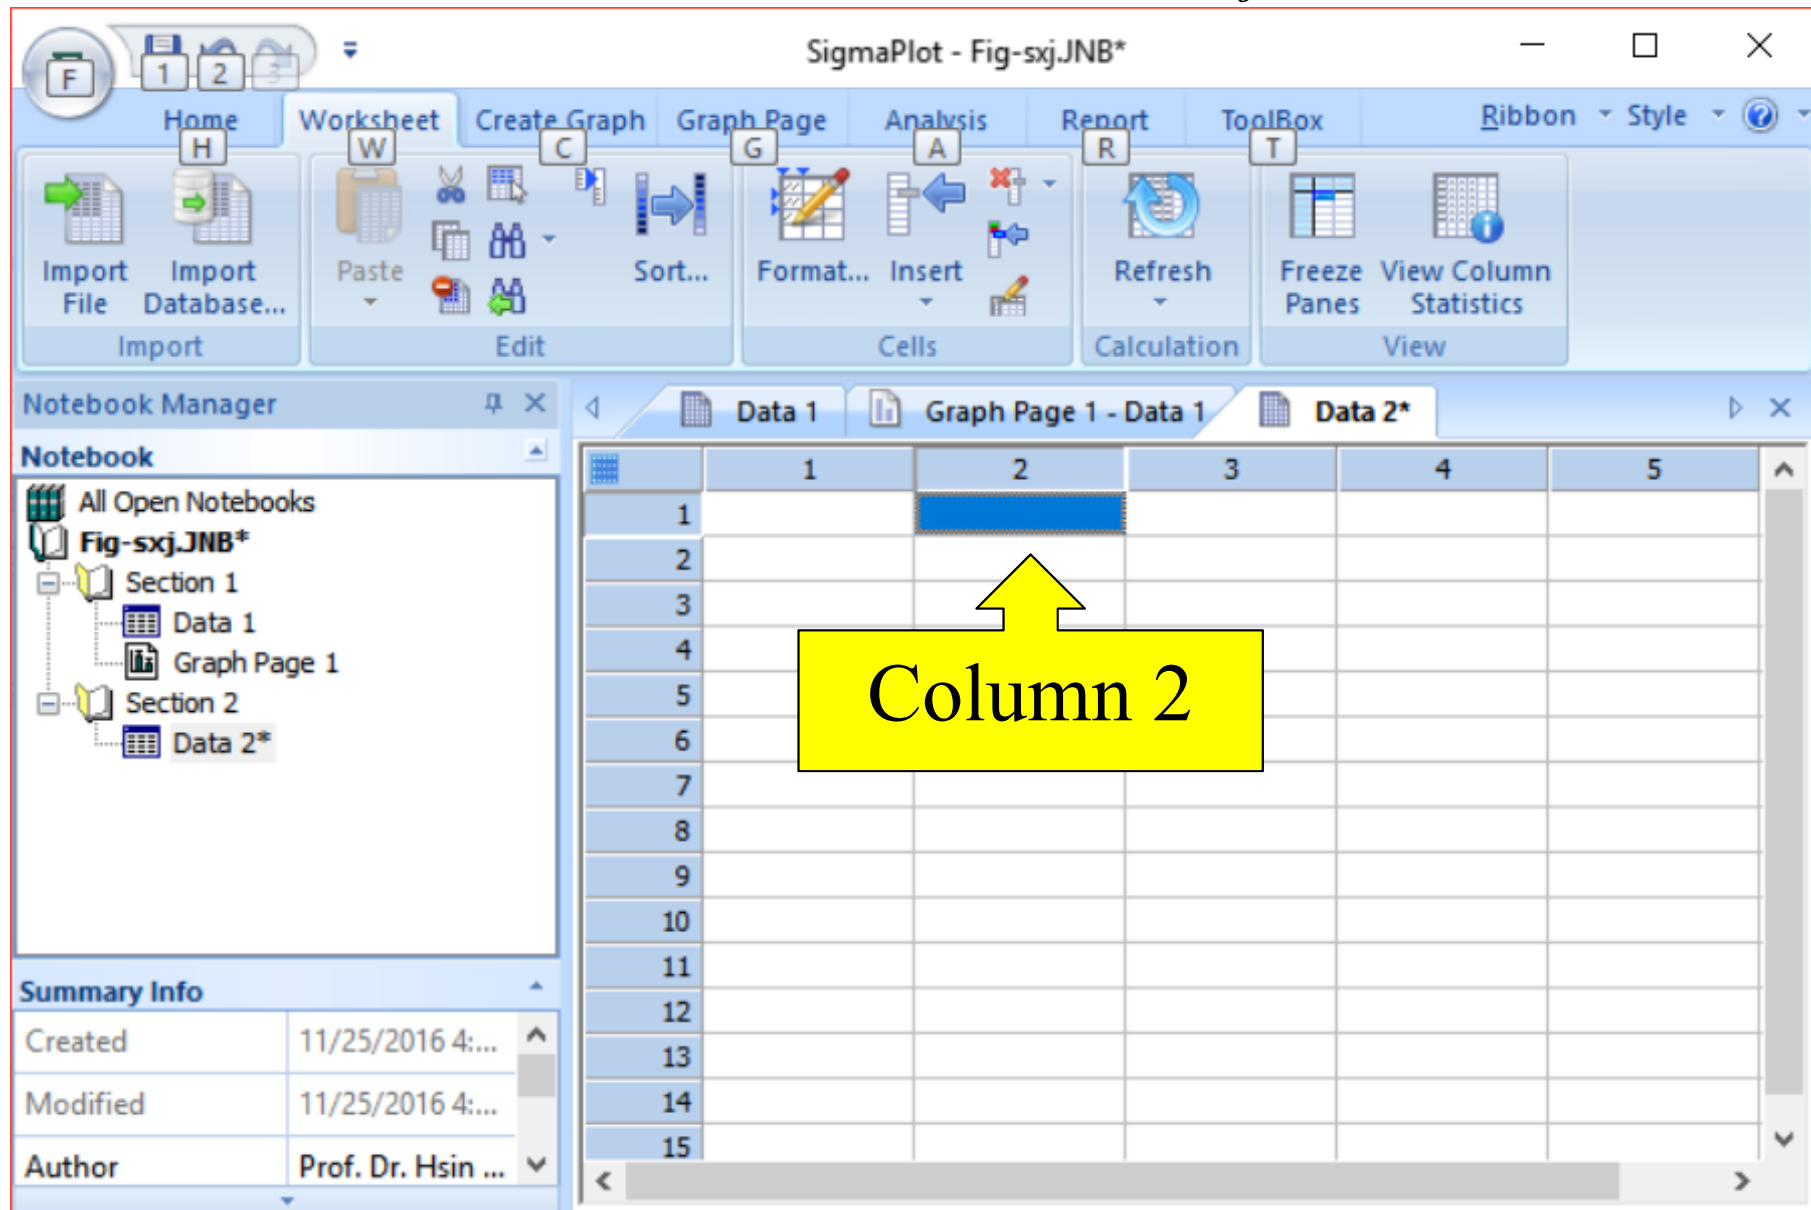 SigmaPlot - Fig-sxj.JNB*
F 1 2 3
Home Worksheet Create Graph Graph Page Analysis Report ToolBox Ribbon Style
H W C G A R T
Import File Import Database... Paste Sort... Format... Insert Refresh Freeze Panes View Column Statistics
Import Edit Cells Calculation View
Notebook Manager
Data 1 Graph Page 1 - Data 1 Data 2*
Notebook
All Open Notebooks
Fig-sxj.JNB*
Section 1
Data 1
Graph Page 1
Section 2
Data 2*
Summary Info
Created 11/25/2016 4:...
Modified 11/25/2016 4:...
Author Prof. Dr. Hsin ...
1 2 3 4 5
1
2
3
4
5
6
7
8
9
10
11
12
13
14
15
Column 2